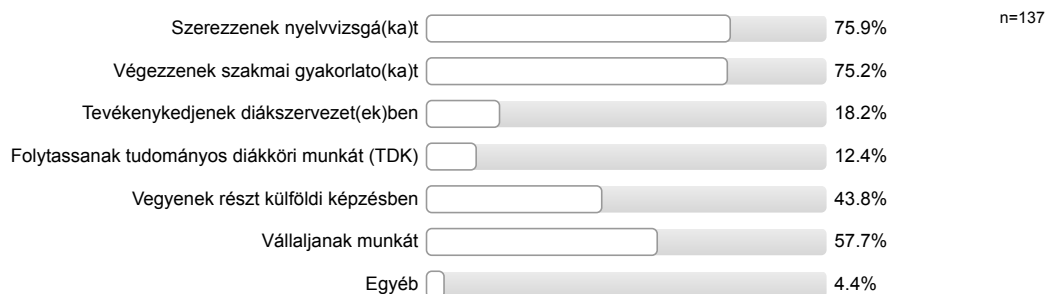 n=137
Szerezzenek nyelvvizsgá(ka)t 75.9%
Végezzenek szakmai gyakorlato(ka)t 75.2%
Tevékenykedjenek diákszervezet(ek)ben 18.2%
Folytassanak tudományos diákköri munkát (TDK) 12.4%
Vegyenek részt külföldi képzésben 43.8%
Vállaljanak munkát 57.7%
Egyéb 4.4%